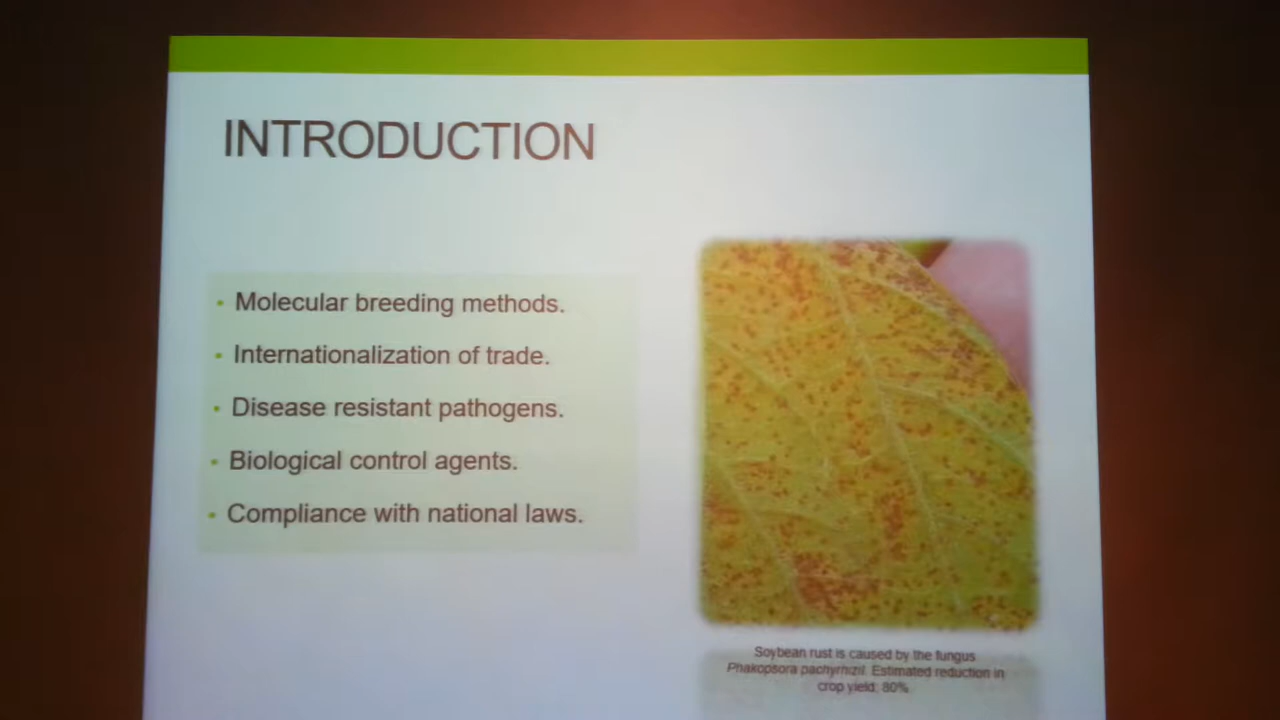 INTRODUCTION
• Molecular breeding methods.
• Internationalization of trade.
• Disease resistant pathogens.
• Biological control agents.
• Compliance with national laws.
Soybean rust is caused by the fungus
Phakopsora pachyrhizii. Estimated reduction in
crop yield: 80%